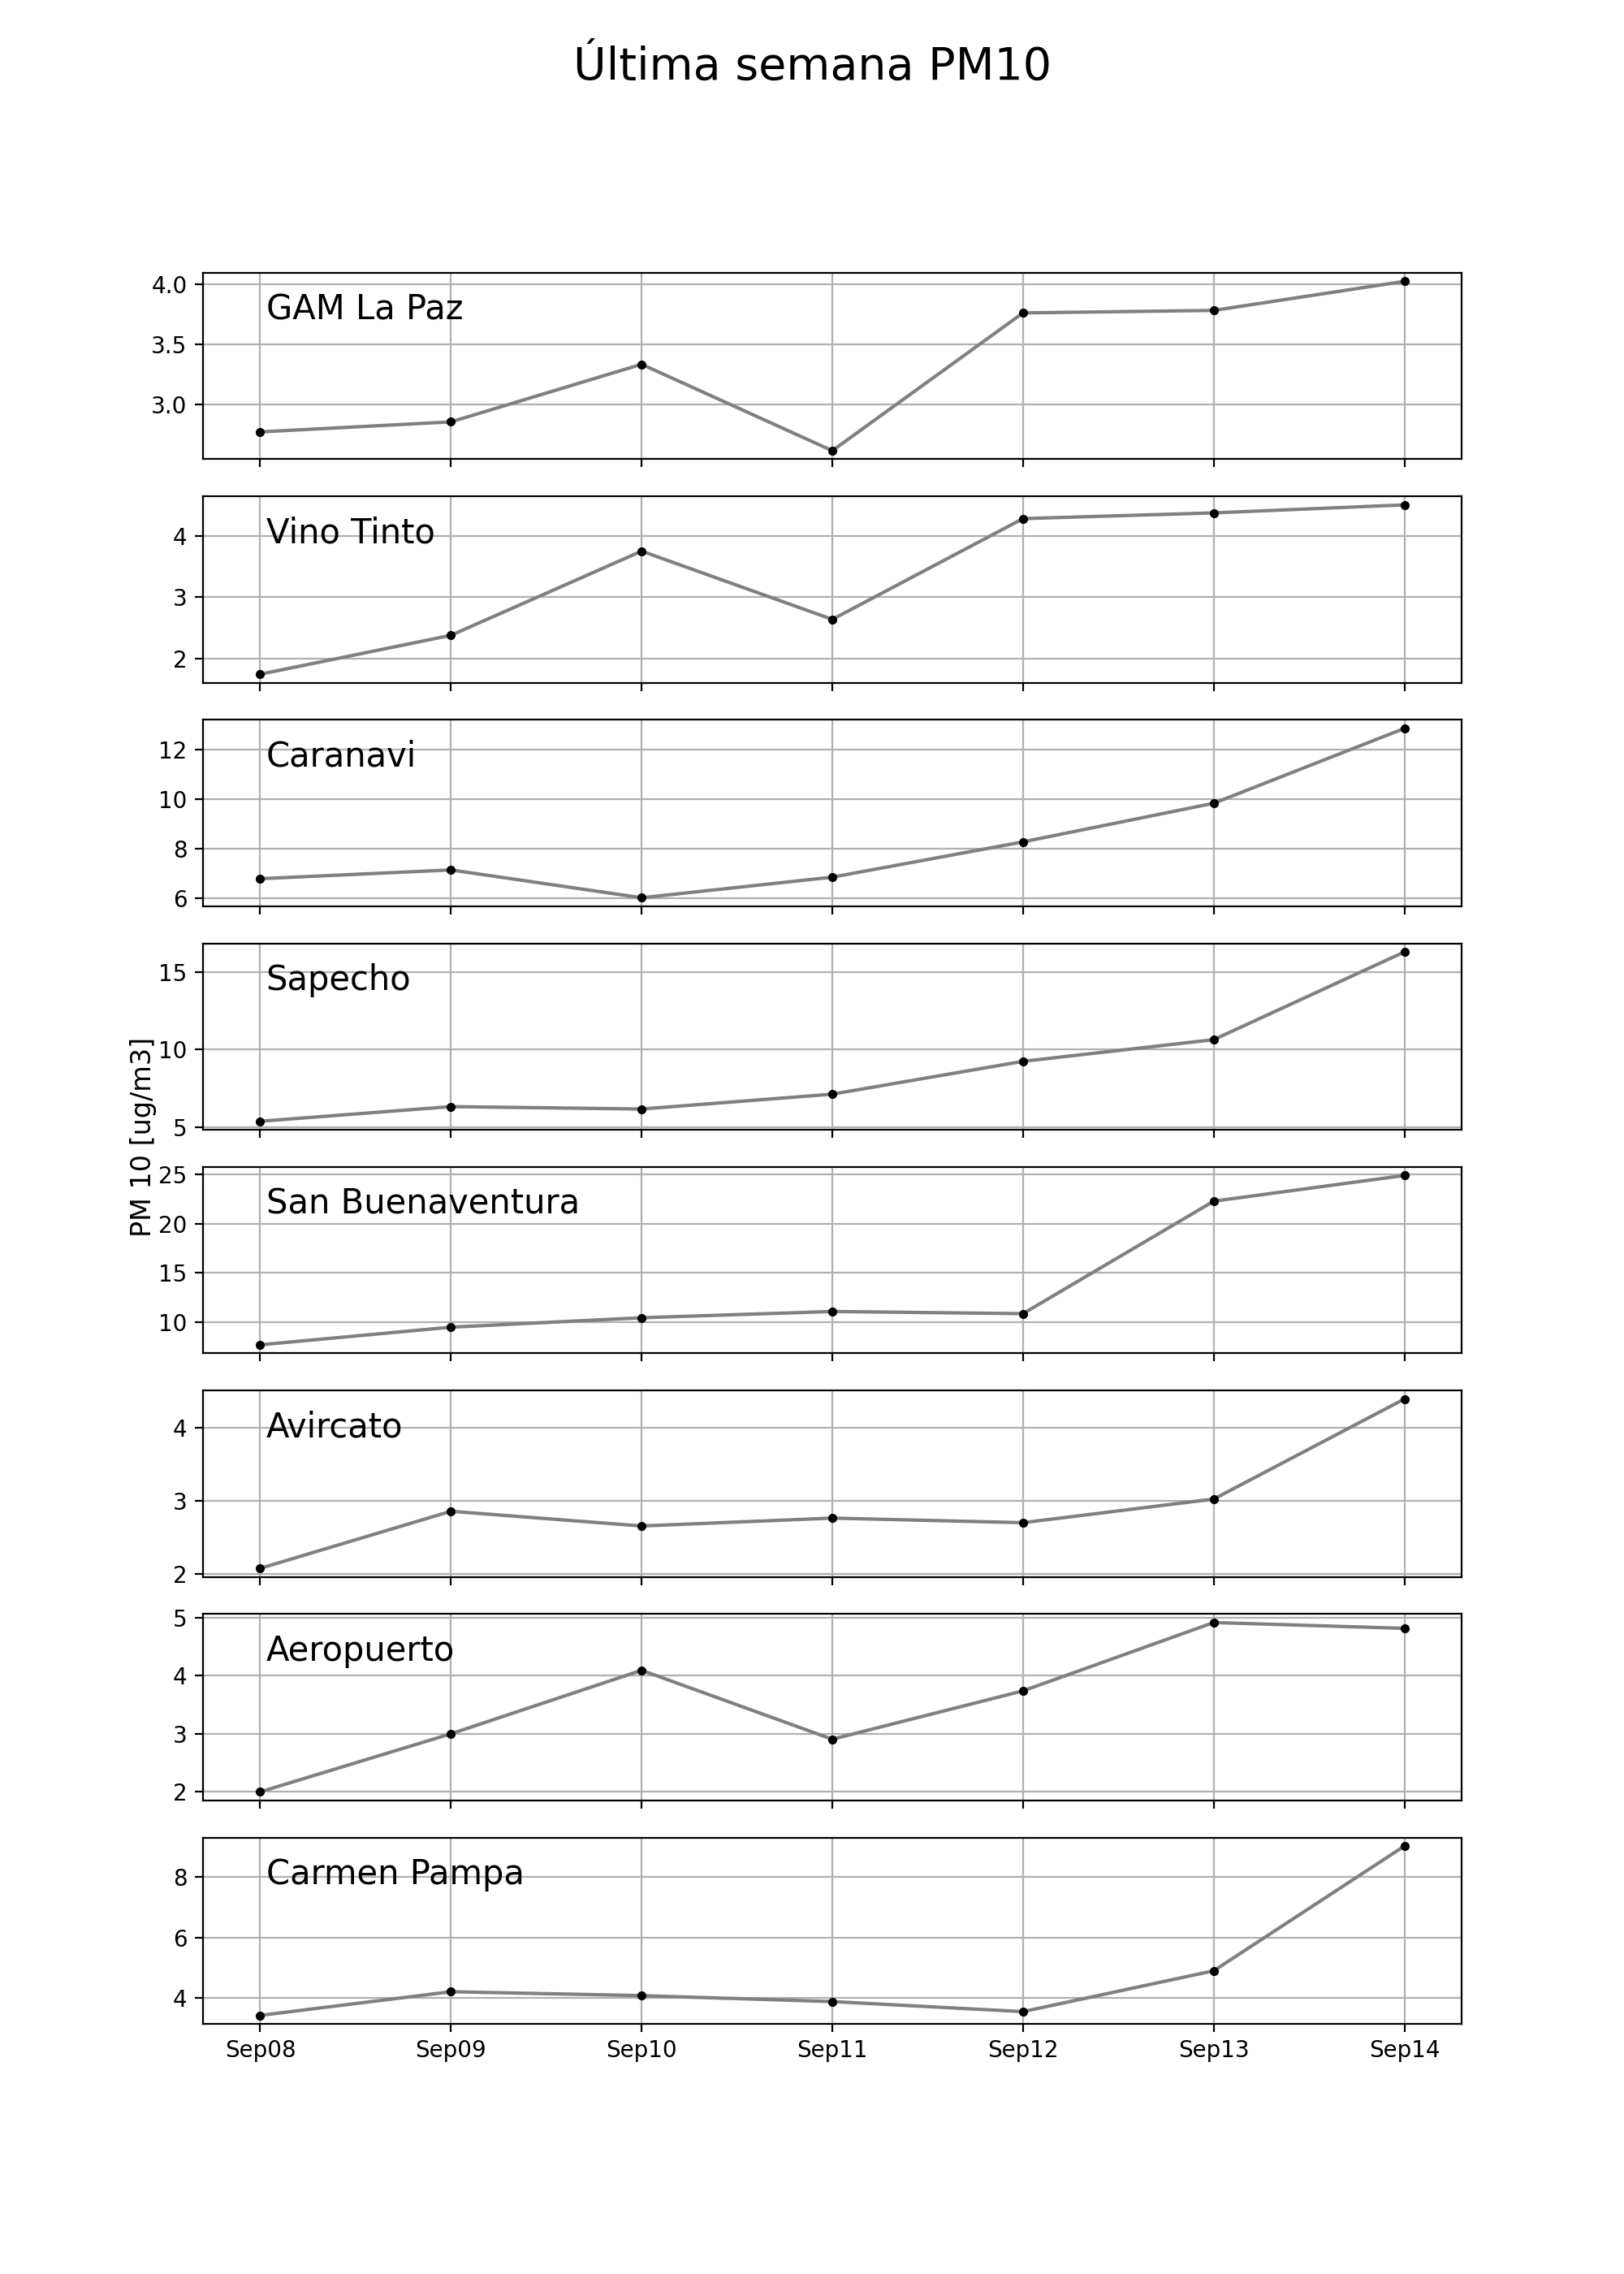 Última semana PM10
4.0
GAM La Paz
3.5
3.0
Vino Tinto
4
3
2
12
Caranavi
10
8
6
15
Sapecho
10
5
PM 10 [ug/m3]
25
San Buenaventura
20
15
10
4
Avircato
3
2
5
Aeropuerto
4
3
2
8
Carmen Pampa
6
4
Sep08 Sep09 Sep10 Sep11 Sep12 Sep13 Sep14